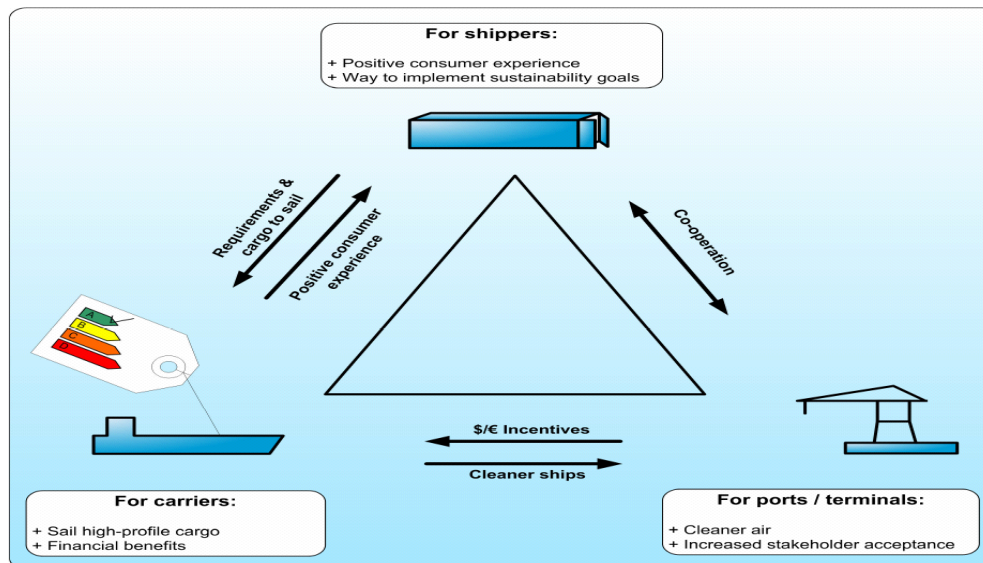 For shippers:
+ Positive consumer experience
+ Way to implement sustainability goals
Requirements &
cargo to sail
Positive consumer
experience
Co-operation
A
B
C
D
$/€ Incentives
Cleaner ships
For carriers:
+ Sail high-profile cargo
+ Financial benefits
For ports / terminals:
+ Cleaner air
+ Increased stakeholder acceptance